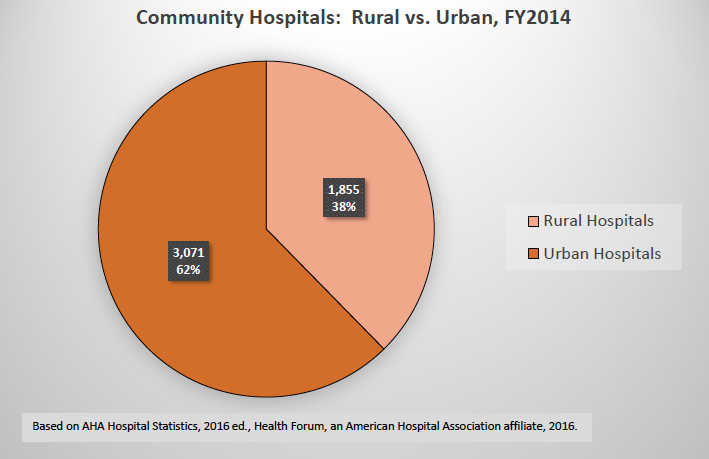 Community Hospitals:  Rural vs. Urban, FY2014
1,855
38%
3,071
62%
Rural Hospitals
Urban Hospitals
Based on AHA Hospital Statistics, 2016 ed., Health Forum, an American Hospital Association affiliate, 2016.